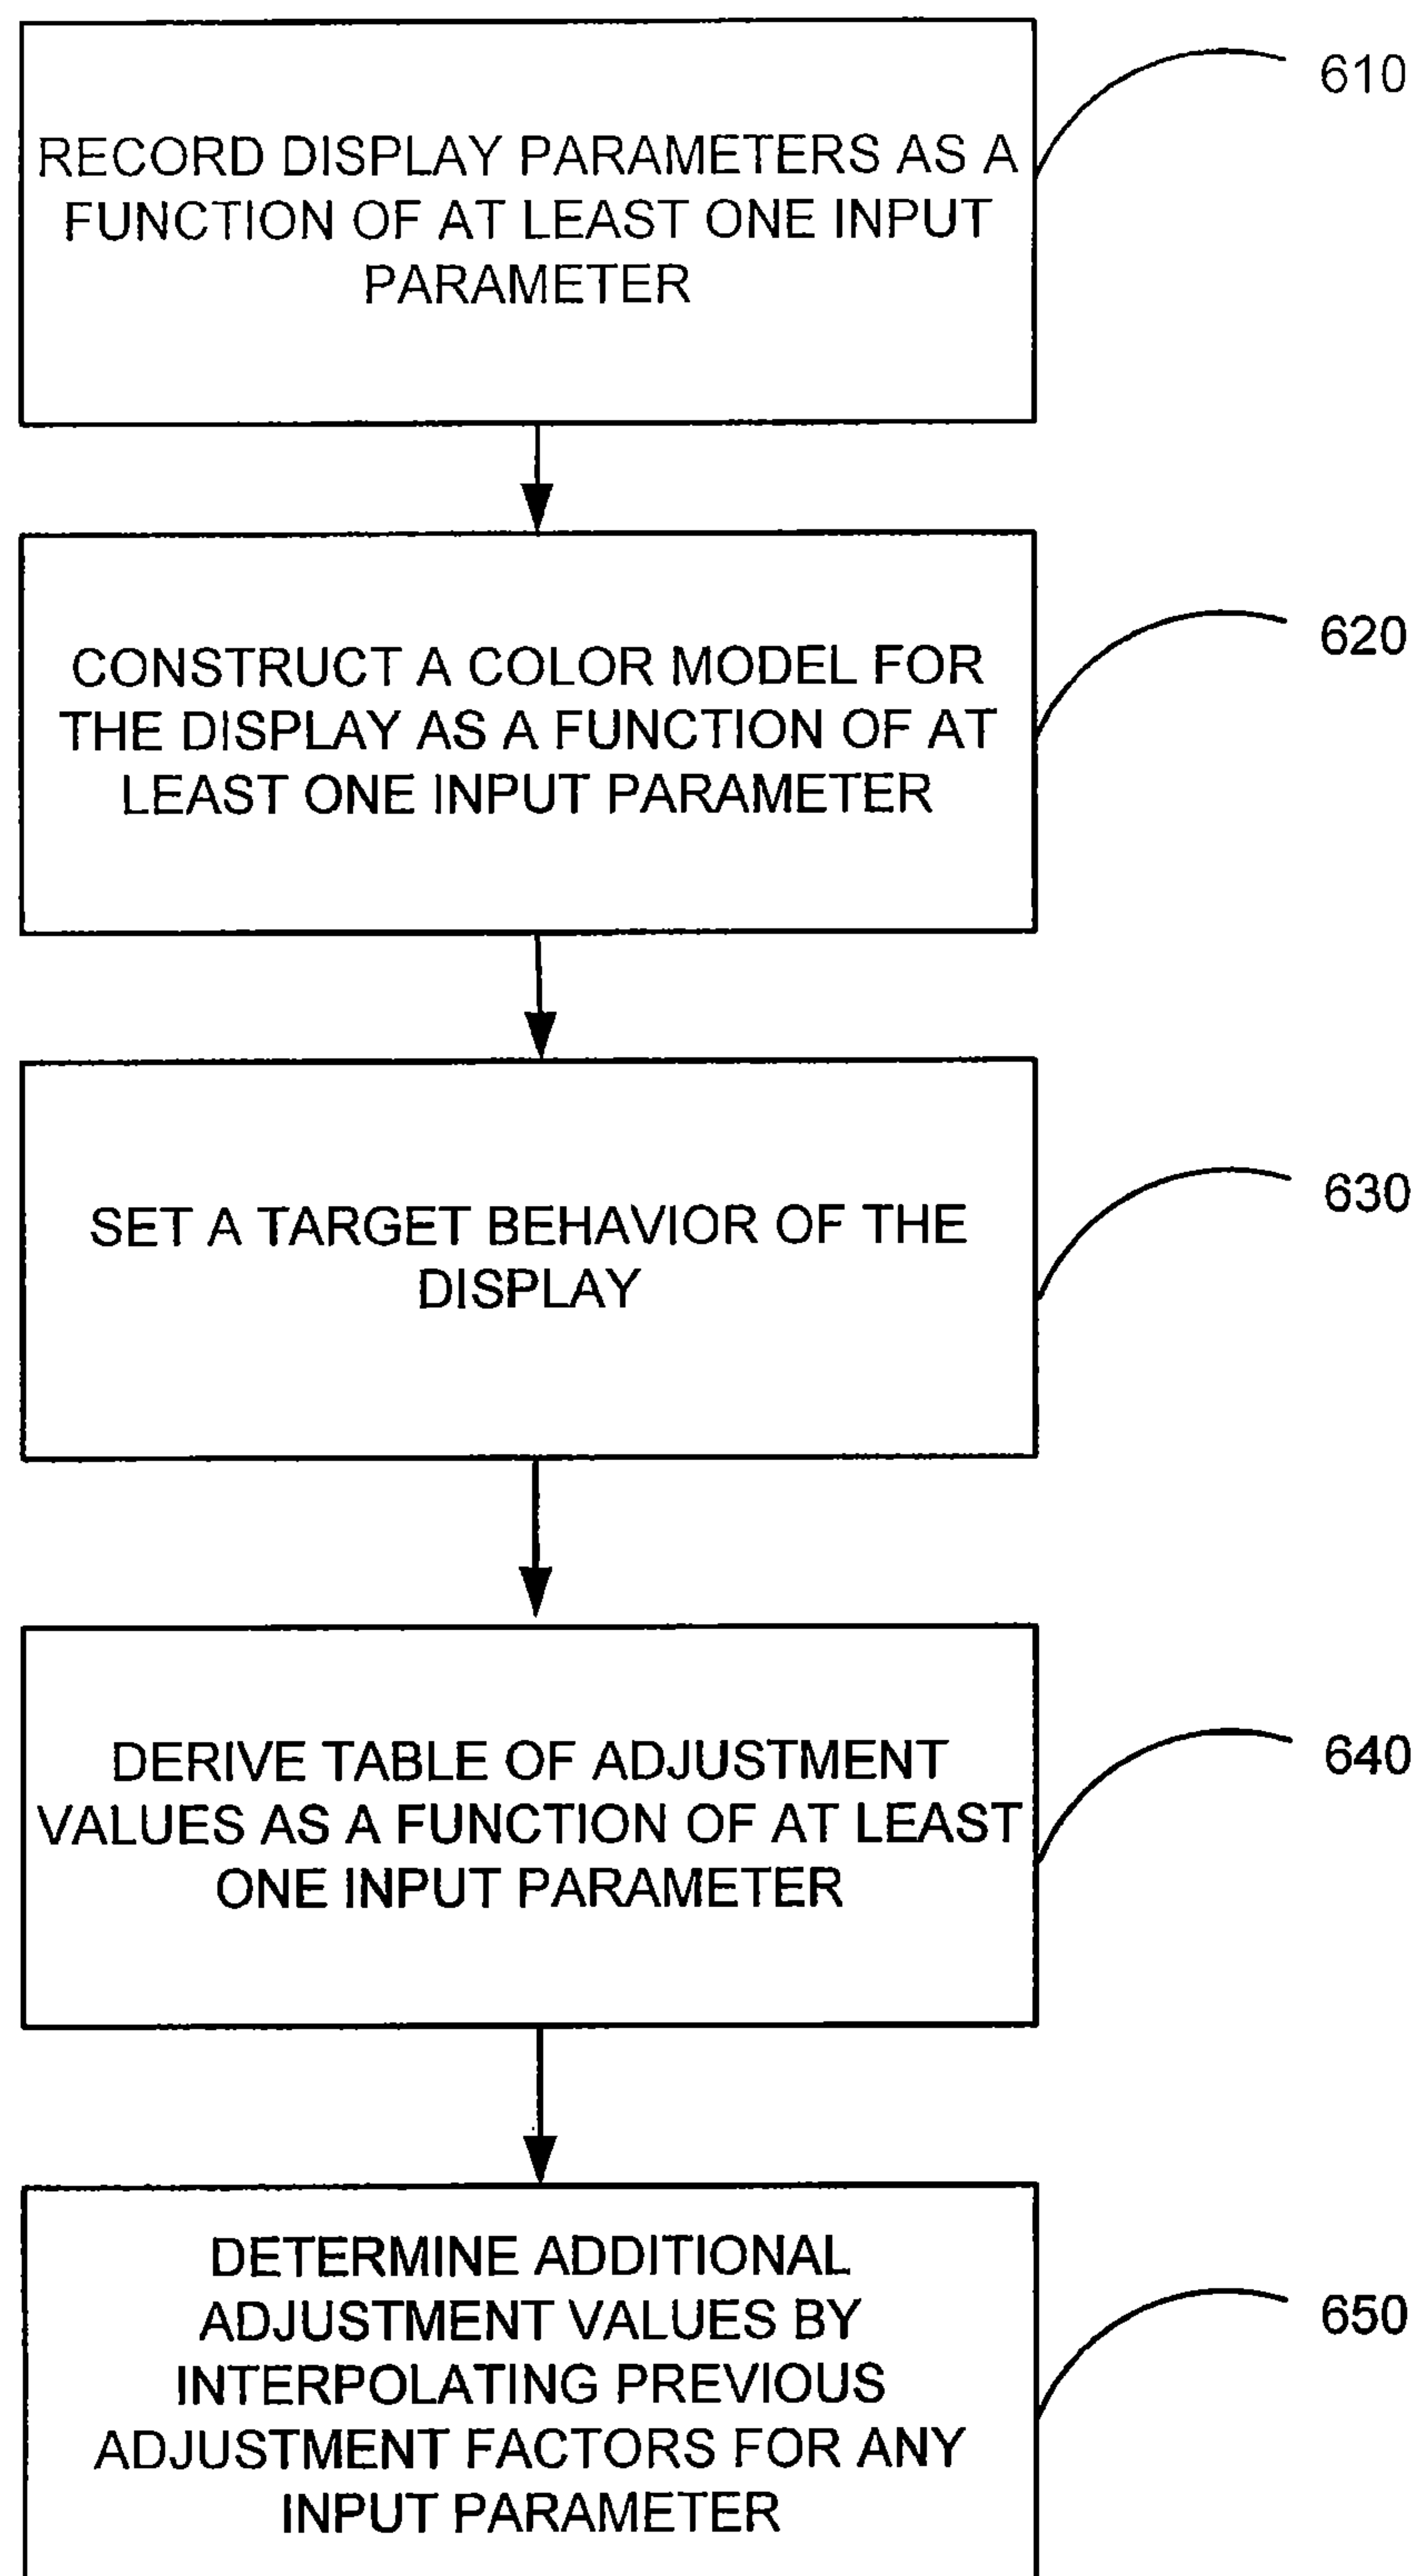 RECORD DISPLAY PARAMETERS AS A
FUNCTION OF AT LEAST ONE INPUT
PARAMETER
610
CONSTRUCT A COLOR MODEL FOR
THE DISPLAY AS A FUNCTION OF AT
LEAST ONE INPUT PARAMETER
620
SET A TARGET BEHAVIOR OF THE
DISPLAY
630
DERIVE TABLE OF ADJUSTMENT
VALUES AS A FUNCTION OF AT LEAST
ONE INPUT PARAMETER
640
DETERMINE ADDITIONAL
ADJUSTMENT VALUES BY
INTERPOLATING PREVIOUS
ADJUSTMENT FACTORS FOR ANY
INPUT PARAMETER
650